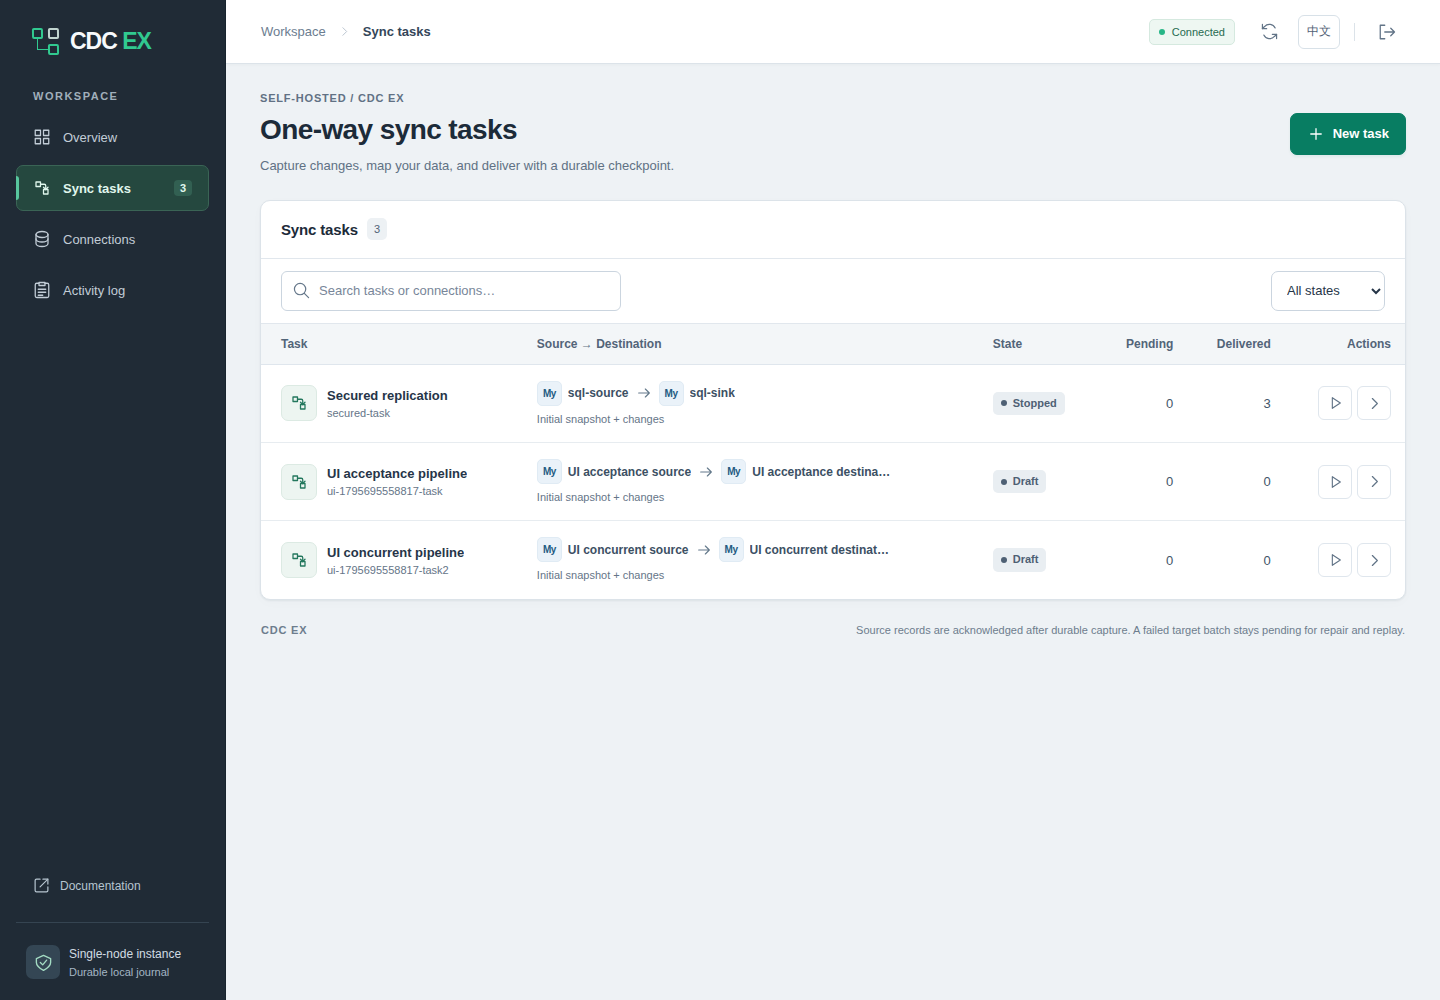 CDC EX
WORKSPACE
Overview
Sync tasks 3
Connections
Activity log
Documentation
Single-node instance
Durable local journal
Workspace Sync tasks
Connected
中文
SELF-HOSTED / CDC EX
One-way sync tasks
Capture changes, map your data, and deliver with a durable checkpoint.
New task
Sync tasks 3
Search tasks or connections…
All states
Task Source → Destination State Pending Delivered Actions
Secured replication
secured-task
My sql-source → My sql-sink
Initial snapshot + changes
Stopped 0 3
UI acceptance pipeline
ui-1795695558817-task
My UI acceptance source → My UI acceptance destina…
Initial snapshot + changes
Draft 0 0
UI concurrent pipeline
ui-1795695558817-task2
My UI concurrent source → My UI concurrent destinat…
Initial snapshot + changes
Draft 0 0
CDC EX
Source records are acknowledged after durable capture. A failed target batch stays pending for repair and replay.